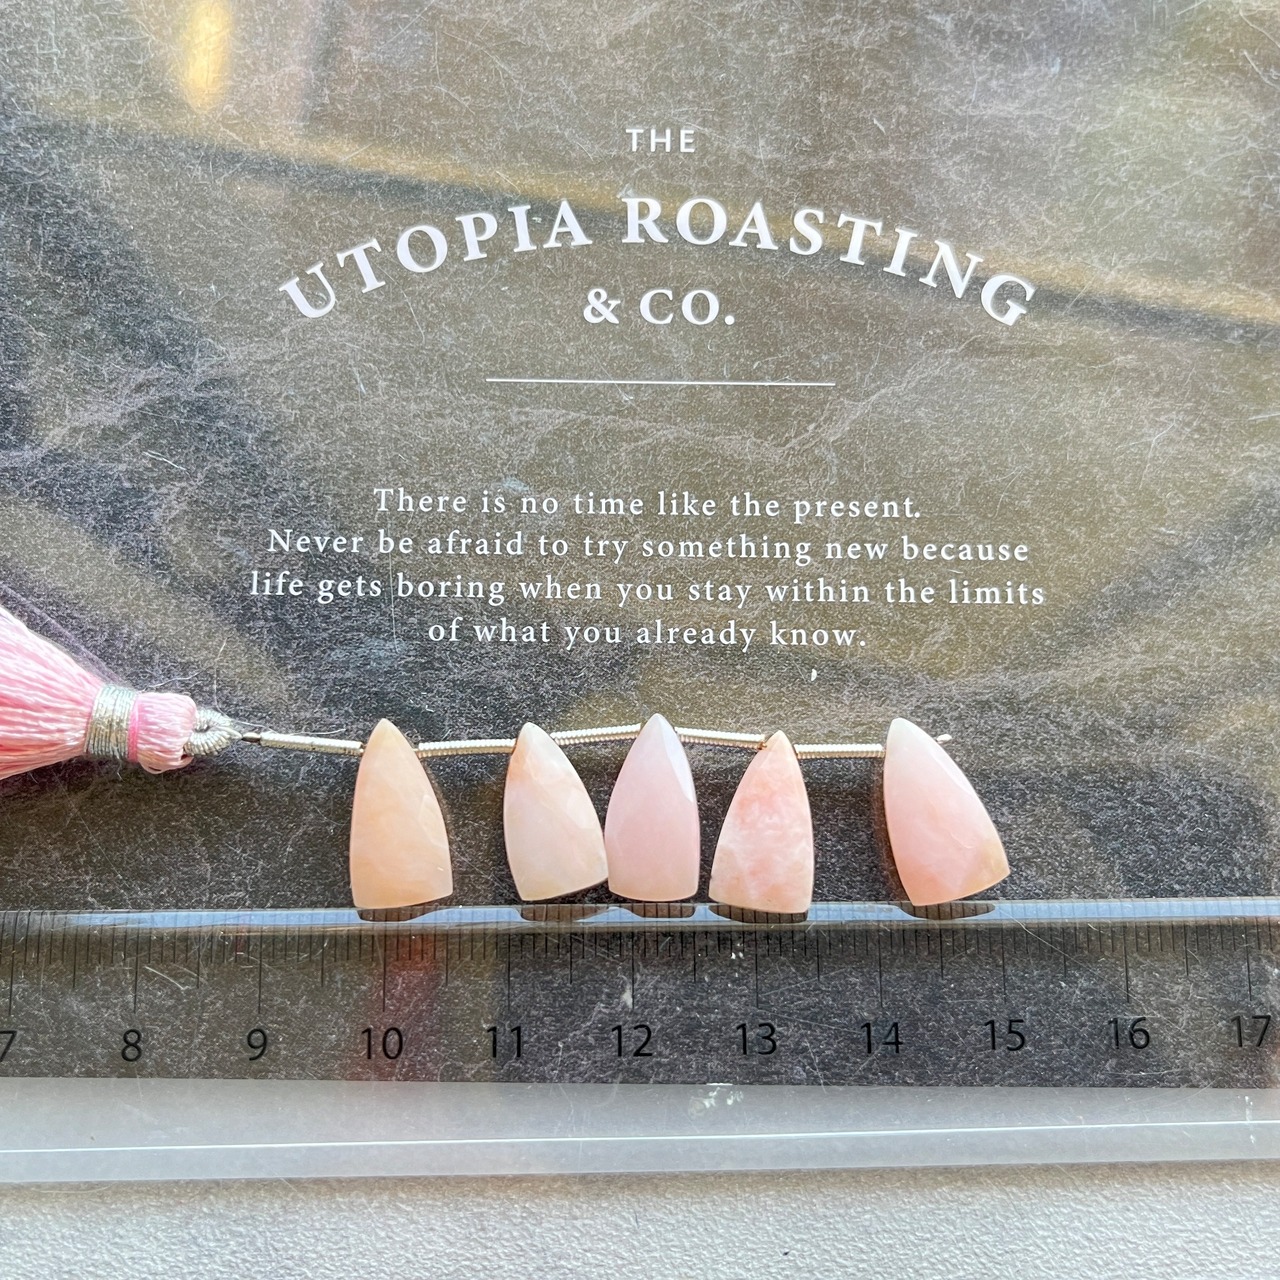 THE
UTOPIA ROASTING
& CO.
There is no time like the present.
Never be afraid to try something new because
life gets boring when you stay within the limits
of what you already know.
7 8 9 10 11 12 13 14 15 16 17